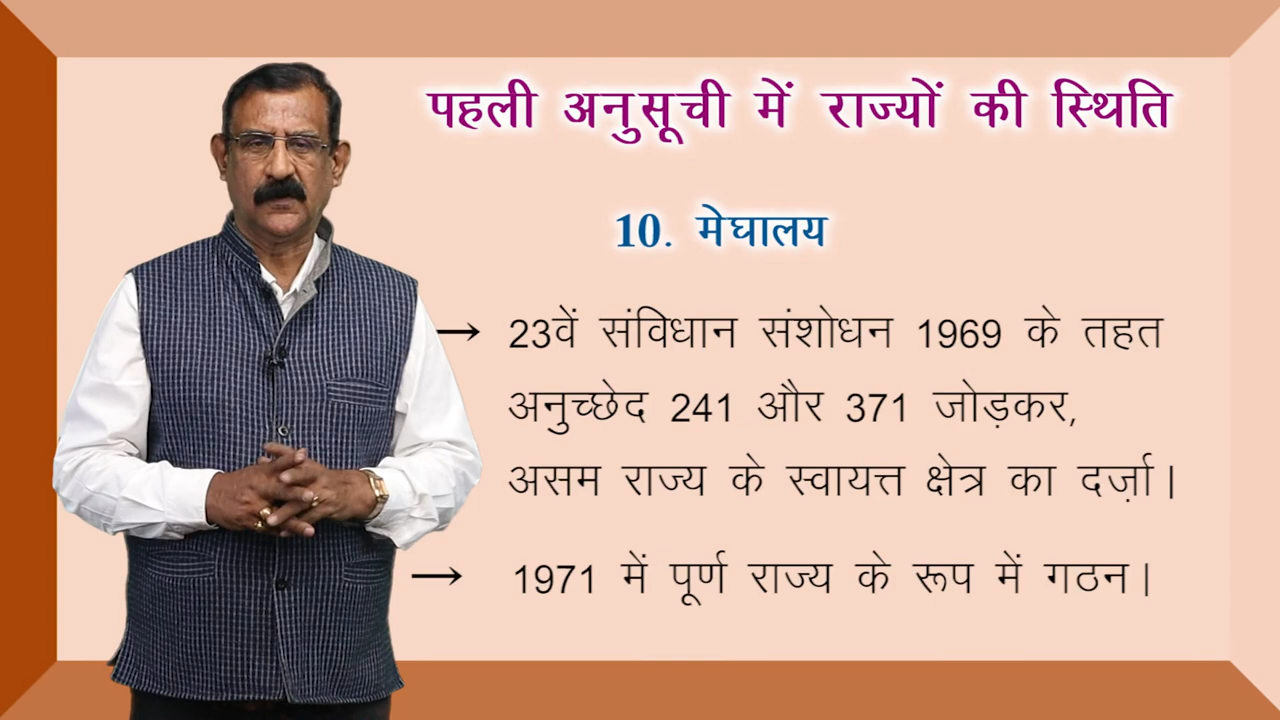 पहली अनुसूची में राज्यों की स्थिति
10. मेघालय
→ 23वें संविधान संशोधन 1969 के तहत
अनुच्छेद 241 और 371 जोड़कर,
असम राज्य के स्वायत्त क्षेत्र का दर्ज़ा।
→ 1971 में पूर्ण राज्य के रूप में गठन।